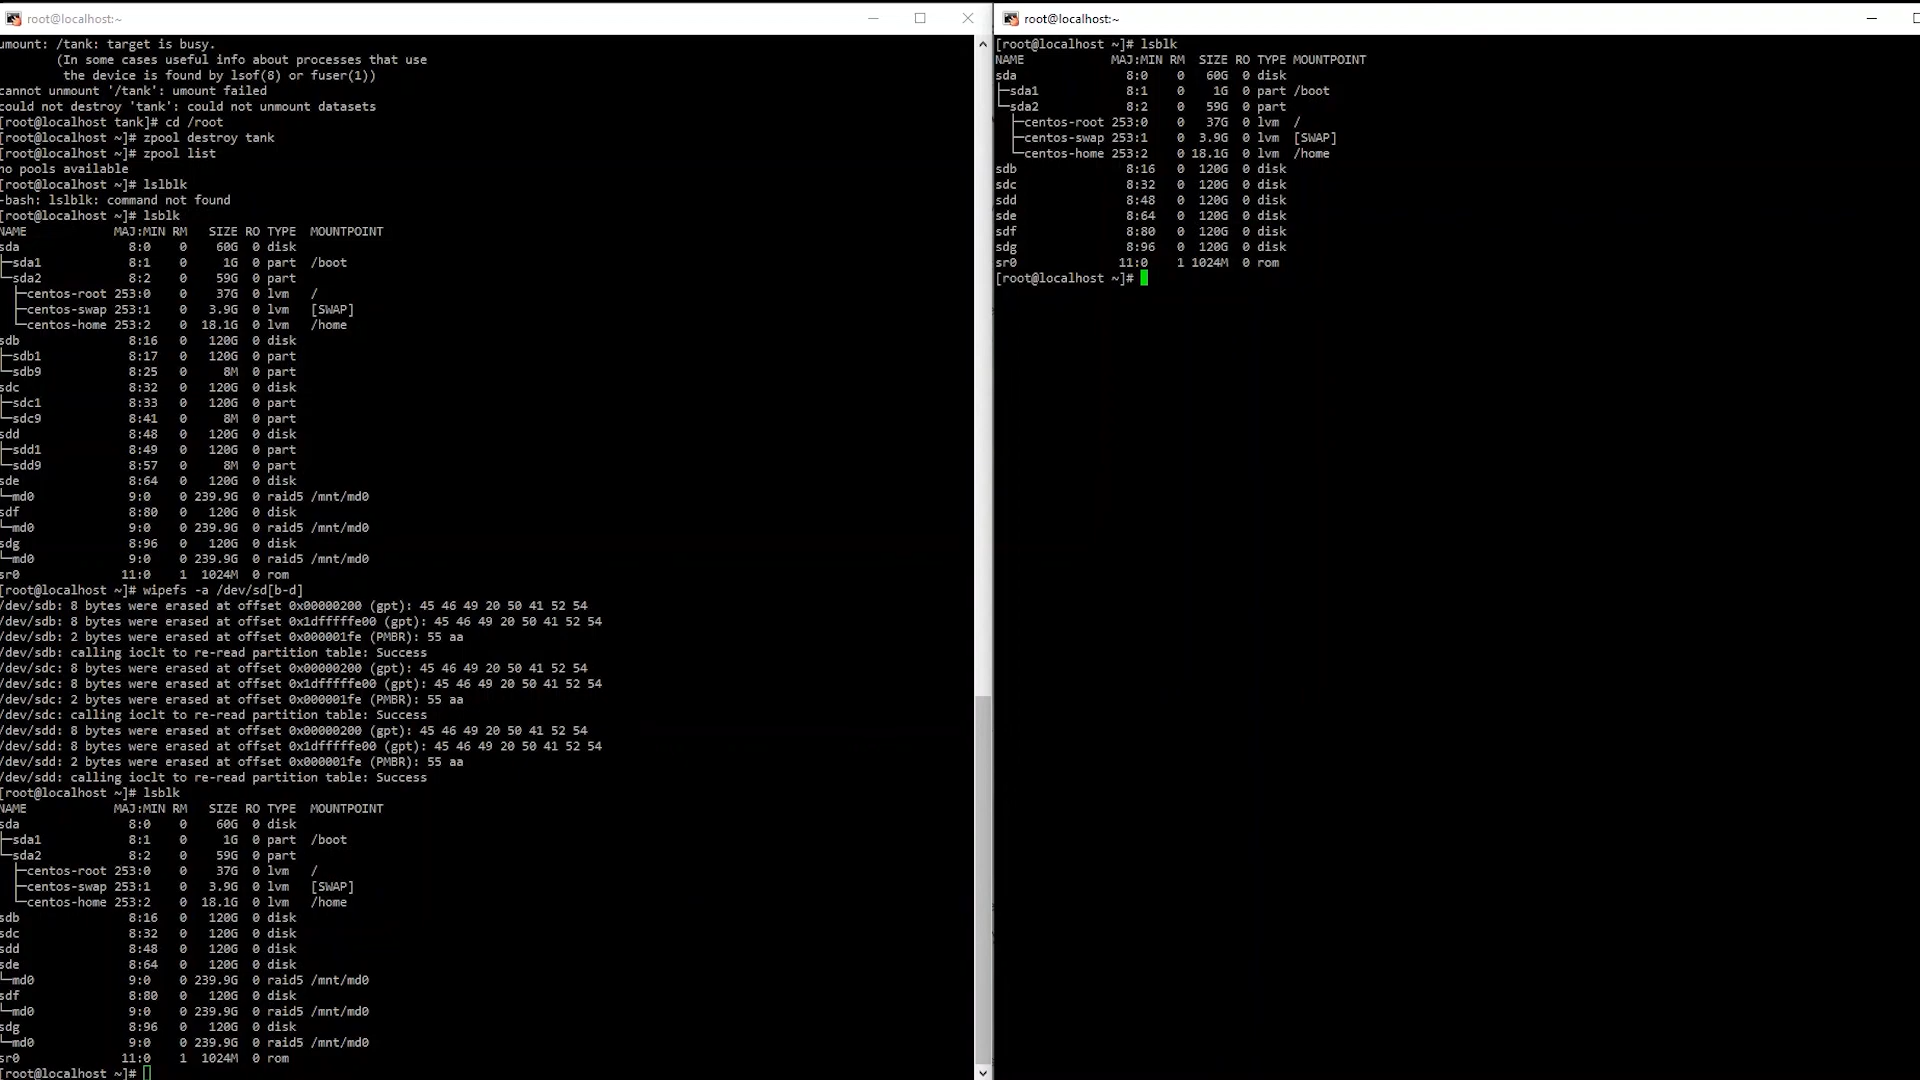 root@localhost:~
umount: /tank: target is busy.
        (In some cases useful info about processes that use
         the device is found by lsof(8) or fuser(1))
cannot unmount '/tank': umount failed
could not destroy 'tank': could not unmount datasets
[root@localhost tank]# cd /root
[root@localhost ~]# zpool destroy tank
[root@localhost ~]# zpool list
no pools available
[root@localhost ~]# lslblk
-bash: lslblk: command not found
[root@localhost ~]# lsblk
NAME            MAJ:MIN RM   SIZE RO TYPE  MOUNTPOINT
sda               8:0    0    60G  0 disk
├─sda1            8:1    0     1G  0 part  /boot
└─sda2            8:2    0    59G  0 part
  ├─centos-root 253:0    0    37G  0 lvm   /
  ├─centos-swap 253:1    0   3.9G  0 lvm   [SWAP]
  └─centos-home 253:2    0  18.1G  0 lvm   /home
sdb               8:16   0   120G  0 disk
├─sdb1            8:17   0   120G  0 part
└─sdb9            8:25   0     8M  0 part
sdc               8:32   0   120G  0 disk
├─sdc1            8:33   0   120G  0 part
└─sdc9            8:41   0     8M  0 part
sdd               8:48   0   120G  0 disk
├─sdd1            8:49   0   120G  0 part
└─sdd9            8:57   0     8M  0 part
sde               8:64   0   120G  0 disk
└─md0             9:0    0 239.9G  0 raid5 /mnt/md0
sdf               8:80   0   120G  0 disk
└─md0             9:0    0 239.9G  0 raid5 /mnt/md0
sdg               8:96   0   120G  0 disk
└─md0             9:0    0 239.9G  0 raid5 /mnt/md0
sr0              11:0    1  1024M  0 rom
[root@localhost ~]# wipefs -a /dev/sd[b-d]
/dev/sdb: 8 bytes were erased at offset 0x00000200 (gpt): 45 46 49 20 50 41 52 54
/dev/sdb: 8 bytes were erased at offset 0x1dfffffe00 (gpt): 45 46 49 20 50 41 52 54
/dev/sdb: 2 bytes were erased at offset 0x000001fe (PMBR): 55 aa
/dev/sdb: calling ioclt to re-read partition table: Success
/dev/sdc: 8 bytes were erased at offset 0x00000200 (gpt): 45 46 49 20 50 41 52 54
/dev/sdc: 8 bytes were erased at offset 0x1dfffffe00 (gpt): 45 46 49 20 50 41 52 54
/dev/sdc: 2 bytes were erased at offset 0x000001fe (PMBR): 55 aa
/dev/sdc: calling ioclt to re-read partition table: Success
/dev/sdd: 8 bytes were erased at offset 0x00000200 (gpt): 45 46 49 20 50 41 52 54
/dev/sdd: 8 bytes were erased at offset 0x1dfffffe00 (gpt): 45 46 49 20 50 41 52 54
/dev/sdd: 2 bytes were erased at offset 0x000001fe (PMBR): 55 aa
/dev/sdd: calling ioclt to re-read partition table: Success
[root@localhost ~]# lsblk
NAME            MAJ:MIN RM   SIZE RO TYPE  MOUNTPOINT
sda               8:0    0    60G  0 disk
├─sda1            8:1    0     1G  0 part  /boot
└─sda2            8:2    0    59G  0 part
  ├─centos-root 253:0    0    37G  0 lvm   /
  ├─centos-swap 253:1    0   3.9G  0 lvm   [SWAP]
  └─centos-home 253:2    0  18.1G  0 lvm   /home
sdb               8:16   0   120G  0 disk
sdc               8:32   0   120G  0 disk
sdd               8:48   0   120G  0 disk
sde               8:64   0   120G  0 disk
└─md0             9:0    0 239.9G  0 raid5 /mnt/md0
sdf               8:80   0   120G  0 disk
└─md0             9:0    0 239.9G  0 raid5 /mnt/md0
sdg               8:96   0   120G  0 disk
└─md0             9:0    0 239.9G  0 raid5 /mnt/md0
sr0              11:0    1  1024M  0 rom
[root@localhost ~]#
root@localhost:~
[root@localhost ~]# lsblk
NAME            MAJ:MIN RM  SIZE RO TYPE MOUNTPOINT
sda               8:0    0   60G  0 disk
├─sda1            8:1    0    1G  0 part /boot
└─sda2            8:2    0   59G  0 part
  ├─centos-root 253:0    0   37G  0 lvm  /
  ├─centos-swap 253:1    0  3.9G  0 lvm  [SWAP]
  └─centos-home 253:2    0 18.1G  0 lvm  /home
sdb               8:16   0  120G  0 disk
sdc               8:32   0  120G  0 disk
sdd               8:48   0  120G  0 disk
sde               8:64   0  120G  0 disk
sdf               8:80   0  120G  0 disk
sdg               8:96   0  120G  0 disk
sr0              11:0    1 1024M  0 rom
[root@localhost ~]#